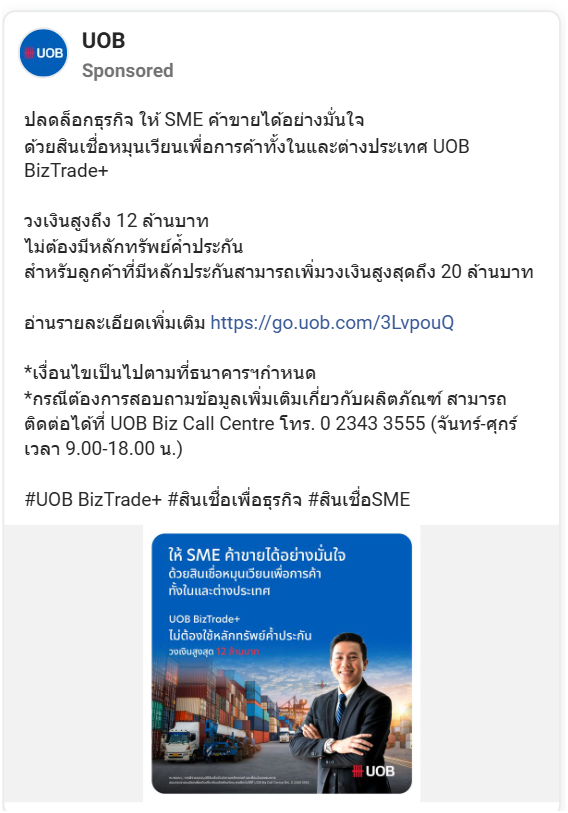 UOB
UOB
Sponsored
ปลดล็อกธุรกิจ ให้ SME ค้าขายได้อย่างมั่นใจ
ด้วยสินเชื่อหมุนเวียนเพื่อการค้าทั้งในและต่างประเทศ UOB
BizTrade+
วงเงินสูงถึง 12 ล้านบาท
ไม่ต้องมีหลักทรัพย์ค้ำประกัน
สำหรับลูกค้าที่มีหลักประกันสามารถเพิ่มวงเงินสูงสุดถึง 20 ล้านบาท
อ่านรายละเอียดเพิ่มเติม https://go.uob.com/3LvpouQ
*เงื่อนไขเป็นไปตามที่ธนาคารฯกำหนด
*กรณีต้องการสอบถามข้อมูลเพิ่มเติมเกี่ยวกับผลิตภัณฑ์ สามารถ
ติดต่อได้ที่ UOB Biz Call Centre โทร. 0 2343 3555 (จันทร์-ศุกร์
เวลา 9.00-18.00 น.)
#UOB BizTrade+ #สินเชื่อเพื่อธุรกิจ #สินเชื่อSME
ให้ SME ค้าขายได้อย่างมั่นใจ
ด้วยสินเชื่อหมุนเวียนเพื่อการค้า
ทั้งในและต่างประเทศ
UOB BizTrade+
ไม่ต้องใช้หลักทรัพย์ค้ำประกัน
วงเงินสูงสุด 12 ล้านบาท
UOB